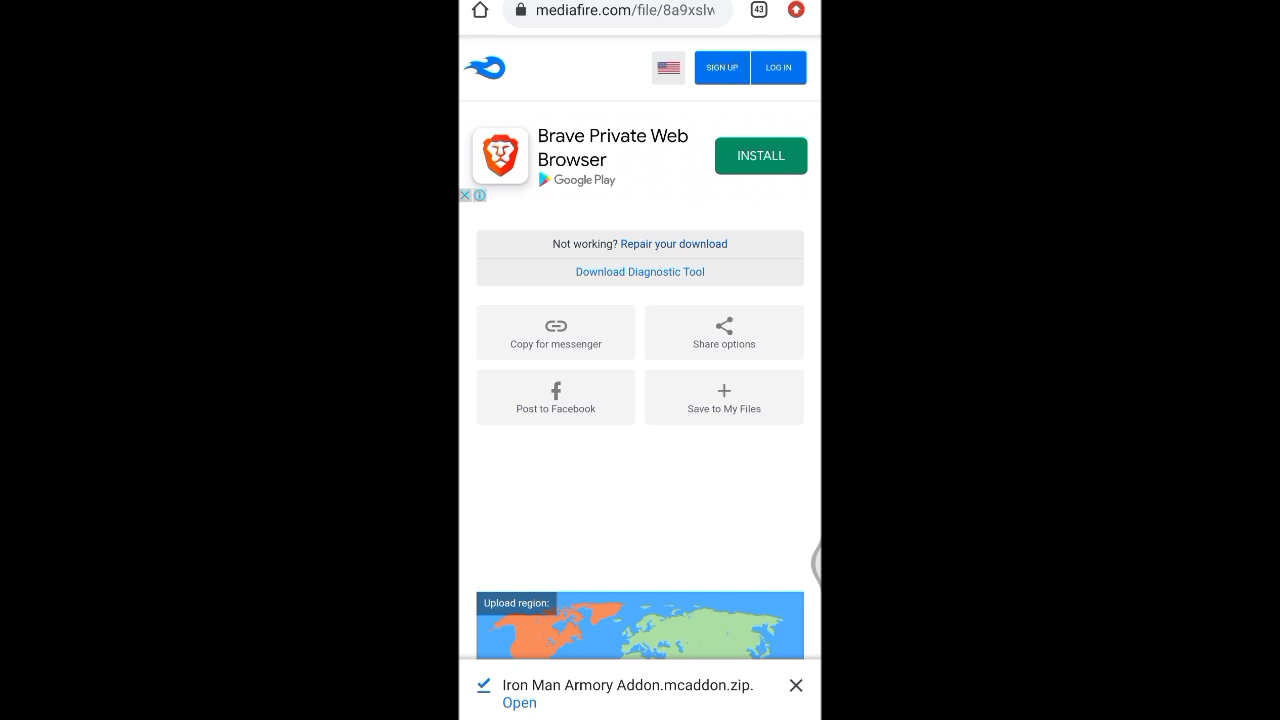 mediafire.com/file/8a9xslw
43
SIGN UP
LOG IN
Brave Private Web
Browser
Google Play
INSTALL
Not working? Repair your download
Download Diagnostic Tool
Copy for messenger
Share options
Post to Facebook
Save to My Files
Upload region:
Iron Man Armory Addon.mcaddon.zip.
Open